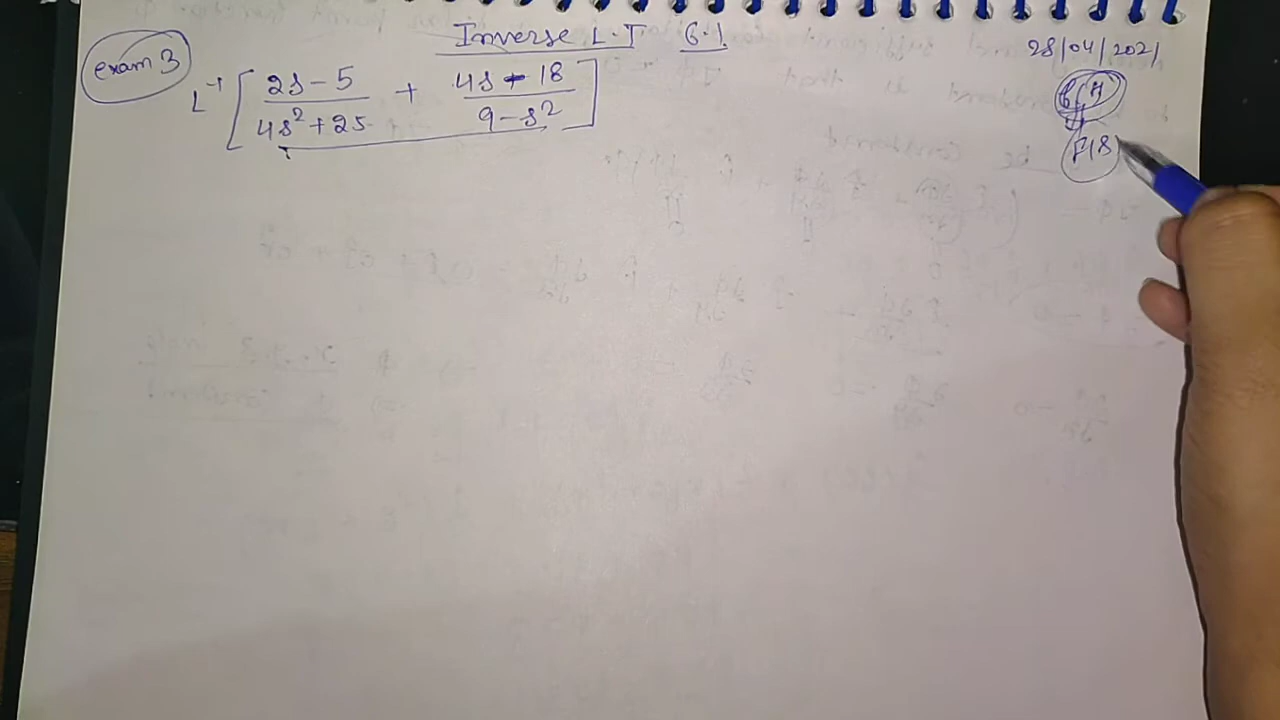 Inverse L.T 6.1
28/04/2021
exam 3
L⁻¹ [ (2s - 5)/(4s² + 25) + (4s - 18)/(9 - s²) ]